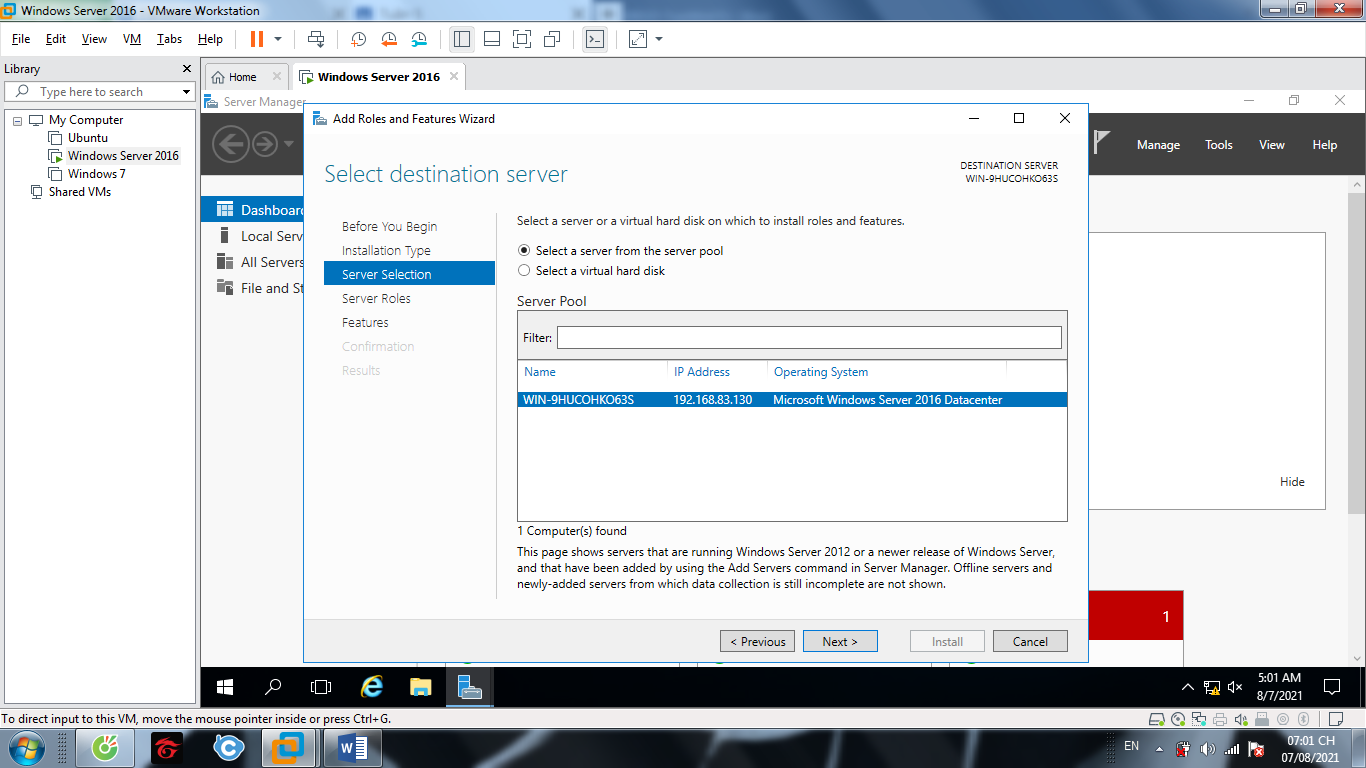 Windows Server 2016 - VMware Workstation
File Edit View VM Tabs Help
Library
Type here to search
My Computer
Ubuntu
Windows Server 2016
Windows 7
Shared VMs
Home
Windows Server 2016
Server Manager
Manage Tools View Help
Dashboard
Local Serv
All Servers
File and St
Hide
1
Add Roles and Features Wizard
Select destination server
DESTINATION SERVER
WIN-9HUCOHKO63S
Before You Begin
Installation Type
Server Selection
Server Roles
Features
Confirmation
Results
Select a server or a virtual hard disk on which to install roles and features.
Select a server from the server pool
Select a virtual hard disk
Server Pool
Filter:
Name IP Address Operating System
WIN-9HUCOHKO63S 192.168.83.130 Microsoft Windows Server 2016 Datacenter
1 Computer(s) found
This page shows servers that are running Windows Server 2012 or a newer release of Windows Server,
and that have been added by using the Add Servers command in Server Manager. Offline servers and
newly-added servers from which data collection is still incomplete are not shown.
< Previous Next > Install Cancel
5:01 AM
8/7/2021
To direct input to this VM, move the mouse pointer inside or press Ctrl+G.
EN
07:01 CH
07/08/2021